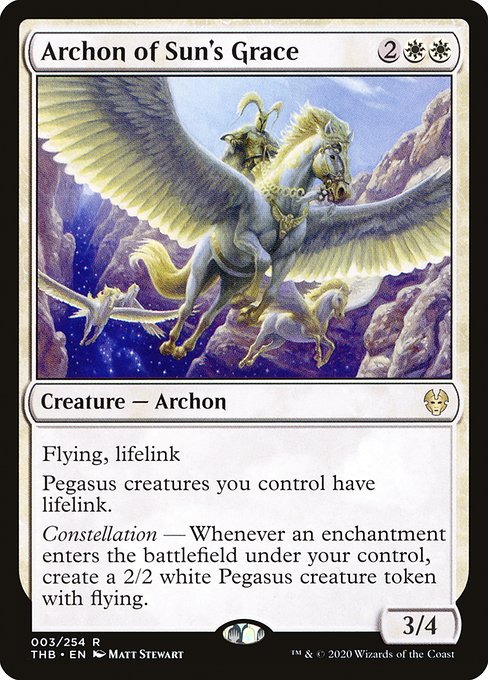 Archon of Sun's Grace 2
Creature — Archon
Flying, lifelink
Pegasus creatures you control have
lifelink.
Constellation — Whenever an enchantment
enters the battlefield under your control,
create a 2/2 white Pegasus creature token
with flying.
3/4
003/254 R
THB • EN Matt Stewart
™ & © 2020 Wizards of the Coast